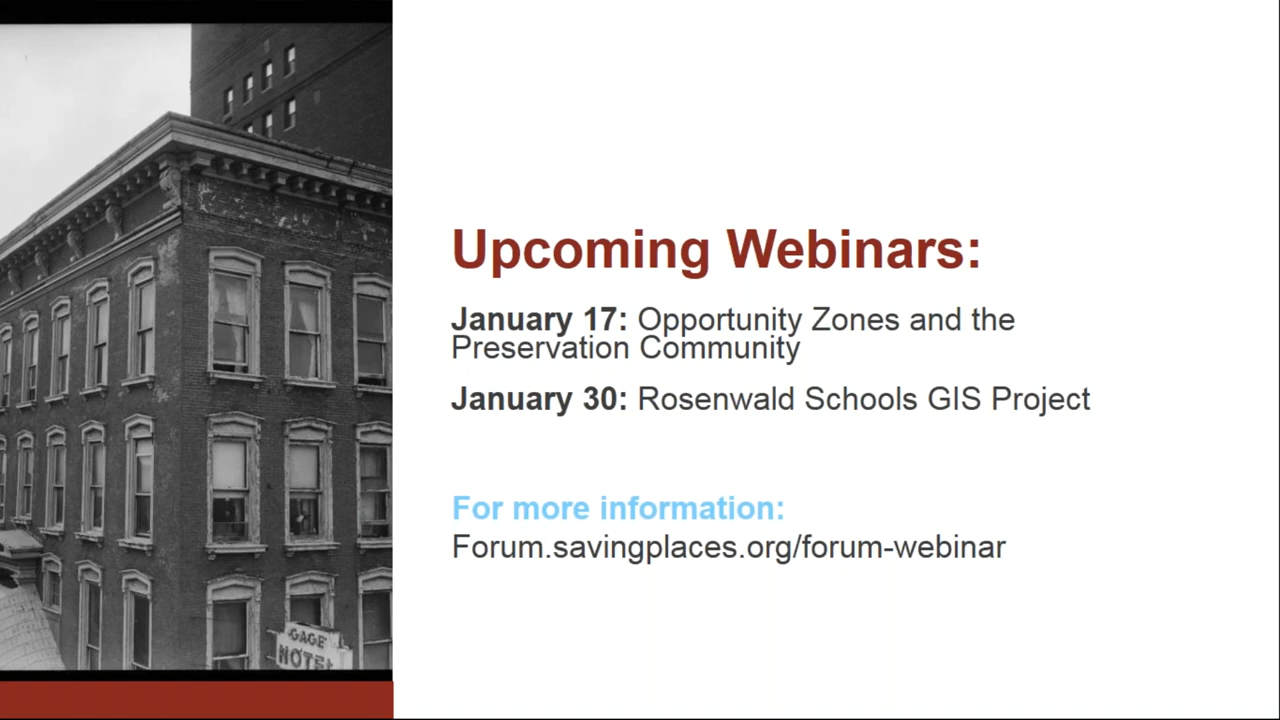 Upcoming Webinars:
January 17: Opportunity Zones and the
Preservation Community
January 30: Rosenwald Schools GIS Project
For more information:
Forum.savingplaces.org/forum-webinar
GAGE
HOTEL